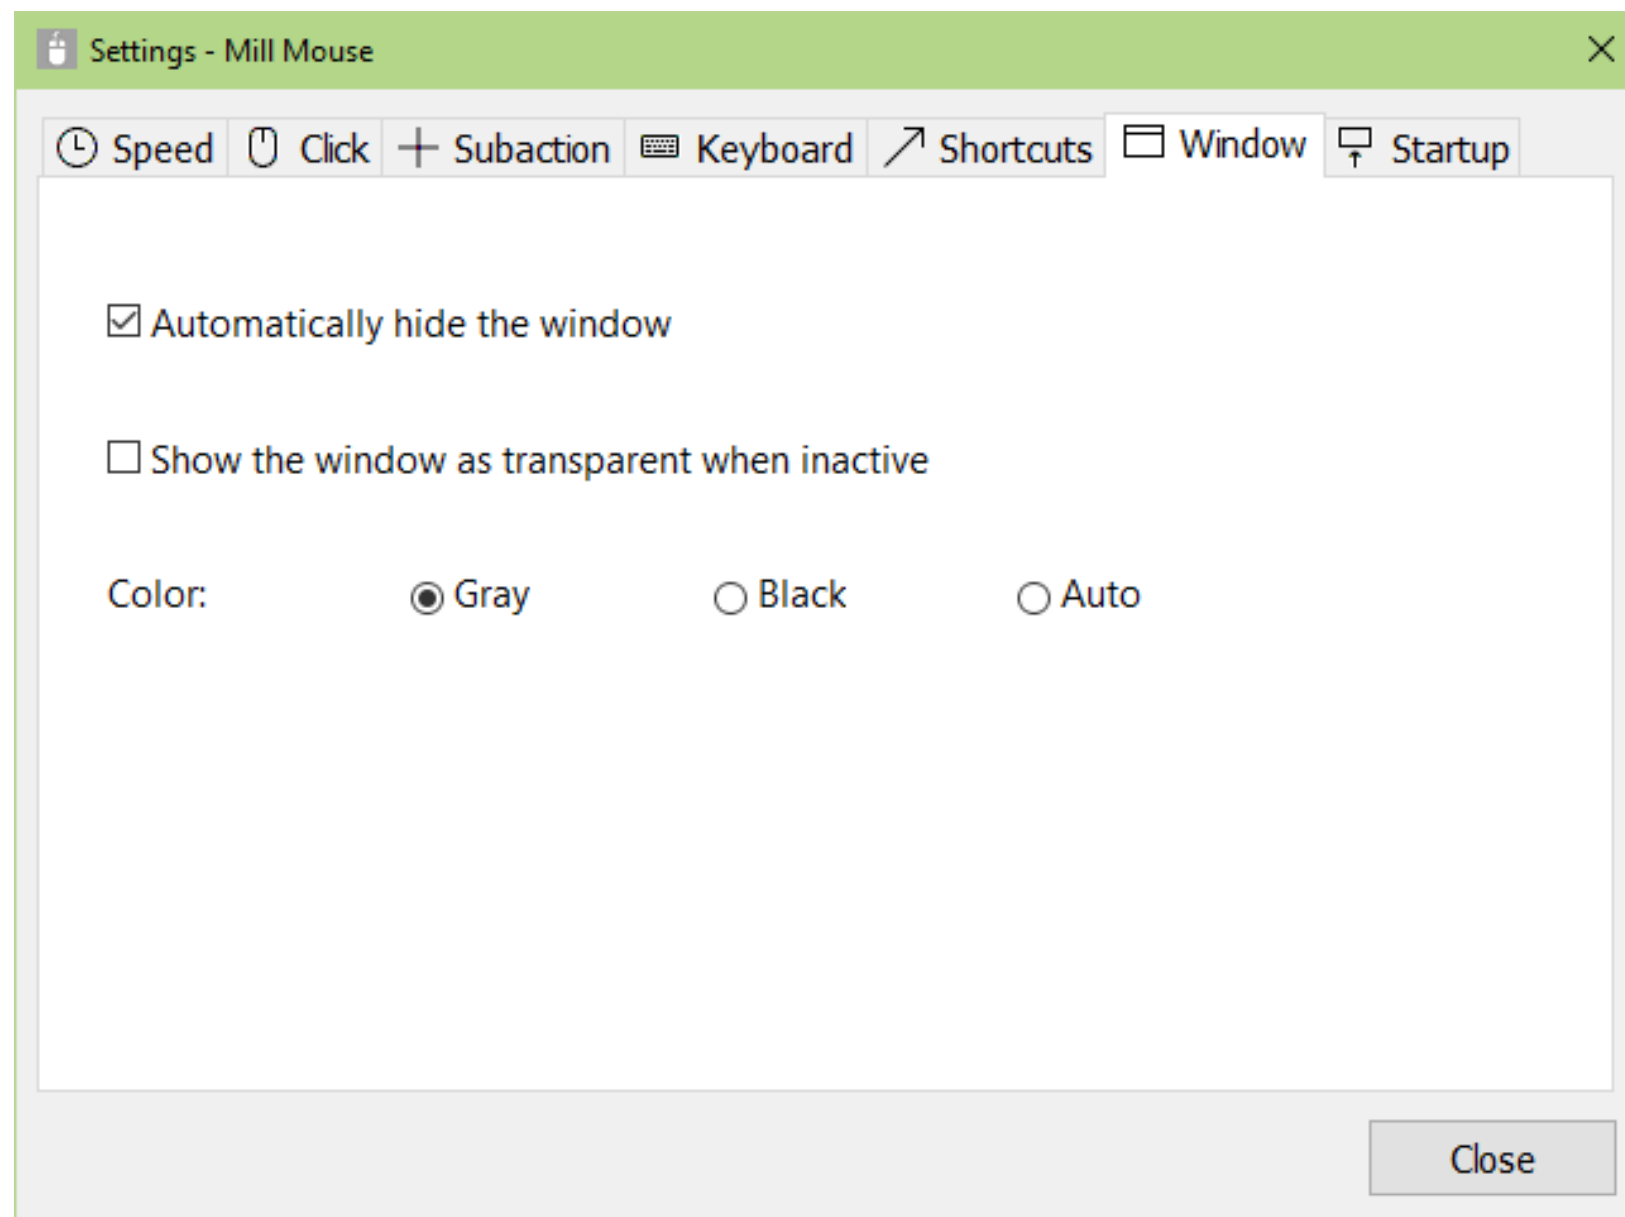 Settings - Mill Mouse
Speed Click Subaction Keyboard Shortcuts Window Startup
Automatically hide the window
Show the window as transparent when inactive
Color: Gray Black Auto
Close